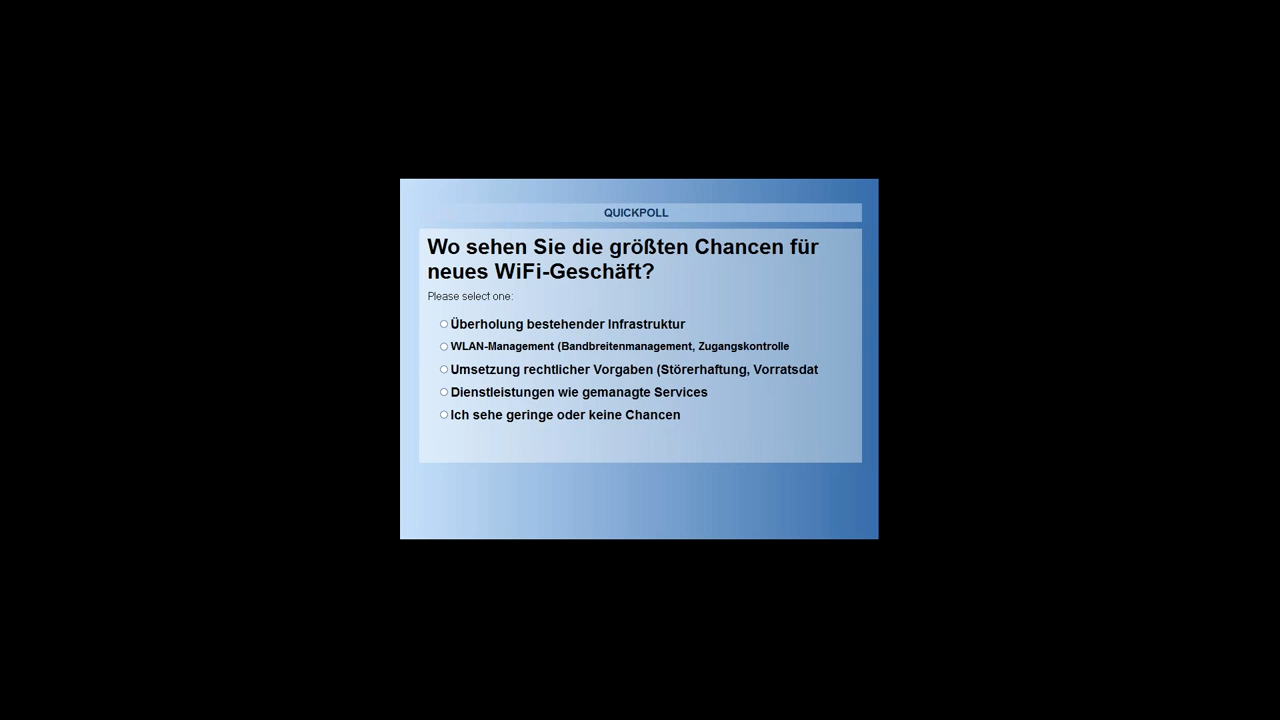 QUICKPOLL
Wo sehen Sie die größten Chancen für
neues WiFi-Geschäft?
Please select one:
Überholung bestehender Infrastruktur
WLAN-Management (Bandbreitenmanagement, Zugangskontrolle
Umsetzung rechtlicher Vorgaben (Störerhaftung, Vorratsdat
Dienstleistungen wie gemanagte Services
Ich sehe geringe oder keine Chancen